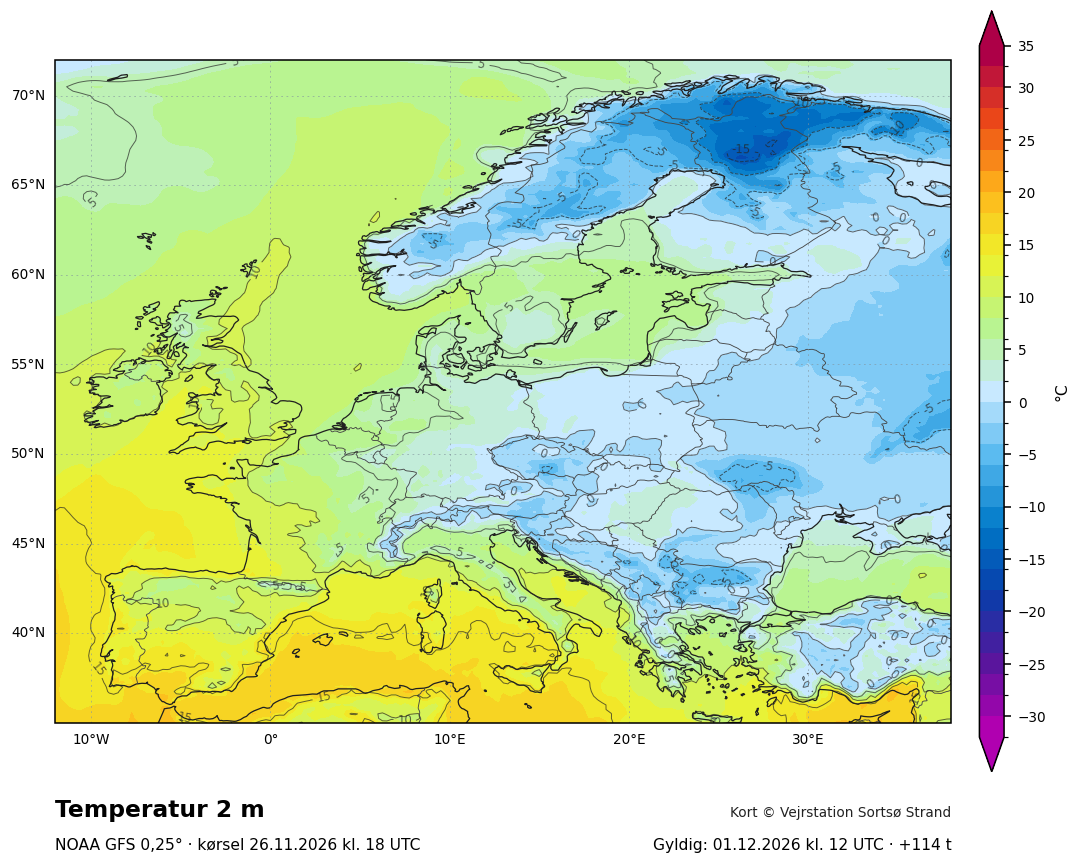 70°N
65°N
60°N
55°N
50°N
45°N
40°N
10°W
0°
10°E
20°E
30°E
35
30
25
20
15
10
5
0
−5
−10
−15
−20
−25
−30
°C
Temperatur 2 m
Kort © Vejrstation Sortsø Strand
NOAA GFS 0,25° · kørsel 26.11.2026 kl. 18 UTC
Gyldig: 01.12.2026 kl. 12 UTC · +114 t